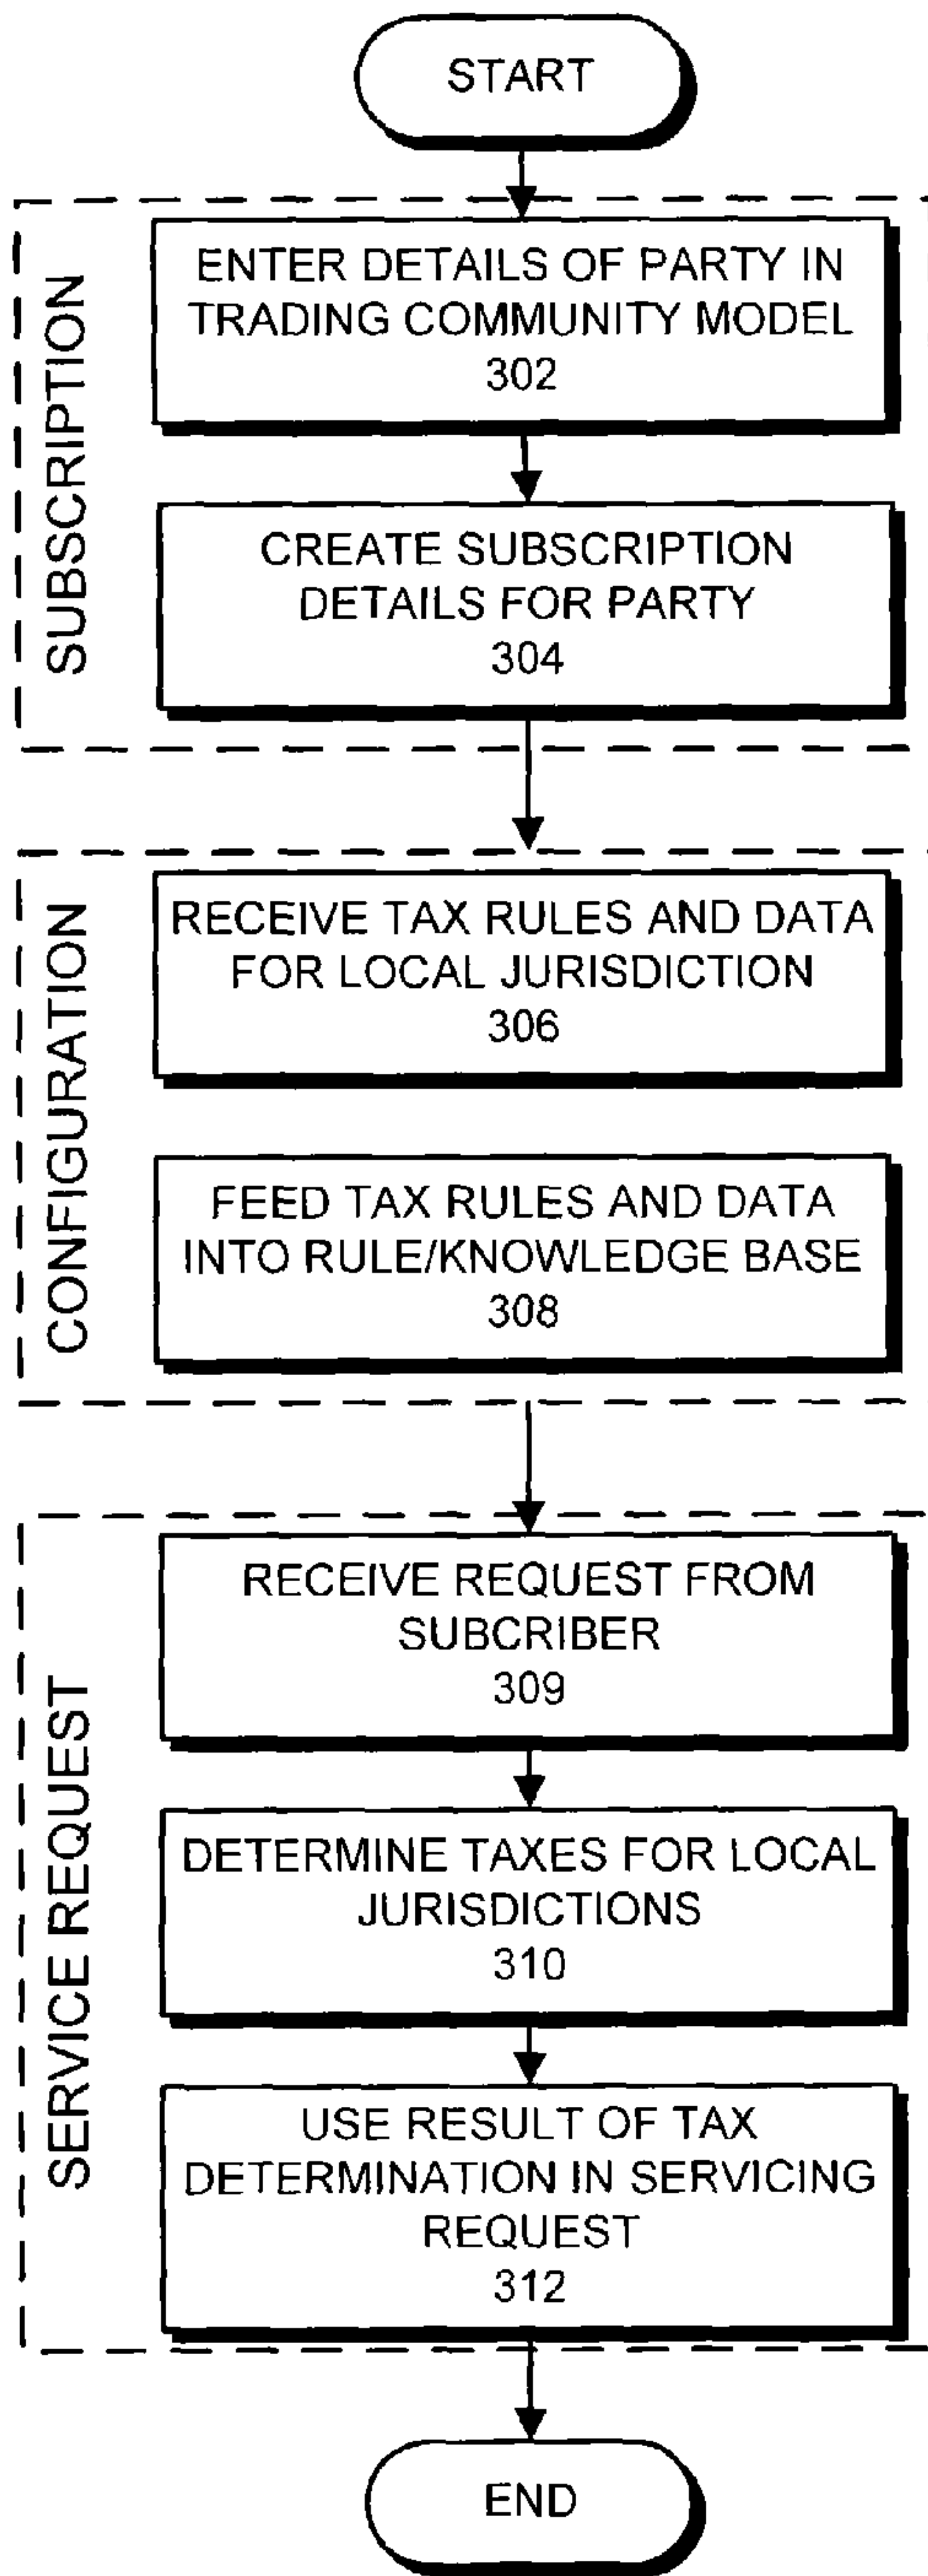 START
SUBSCRIPTION
ENTER DETAILS OF PARTY IN
TRADING COMMUNITY MODEL
302
CREATE SUBSCRIPTION
DETAILS FOR PARTY
304
CONFIGURATION
RECEIVE TAX RULES AND DATA
FOR LOCAL JURISDICTION
306
FEED TAX RULES AND DATA
INTO RULE/KNOWLEDGE BASE
308
SERVICE REQUEST
RECEIVE REQUEST FROM
SUBCRIBER
309
DETERMINE TAXES FOR LOCAL
JURISDICTIONS
310
USE RESULT OF TAX
DETERMINATION IN SERVICING
REQUEST
312
END